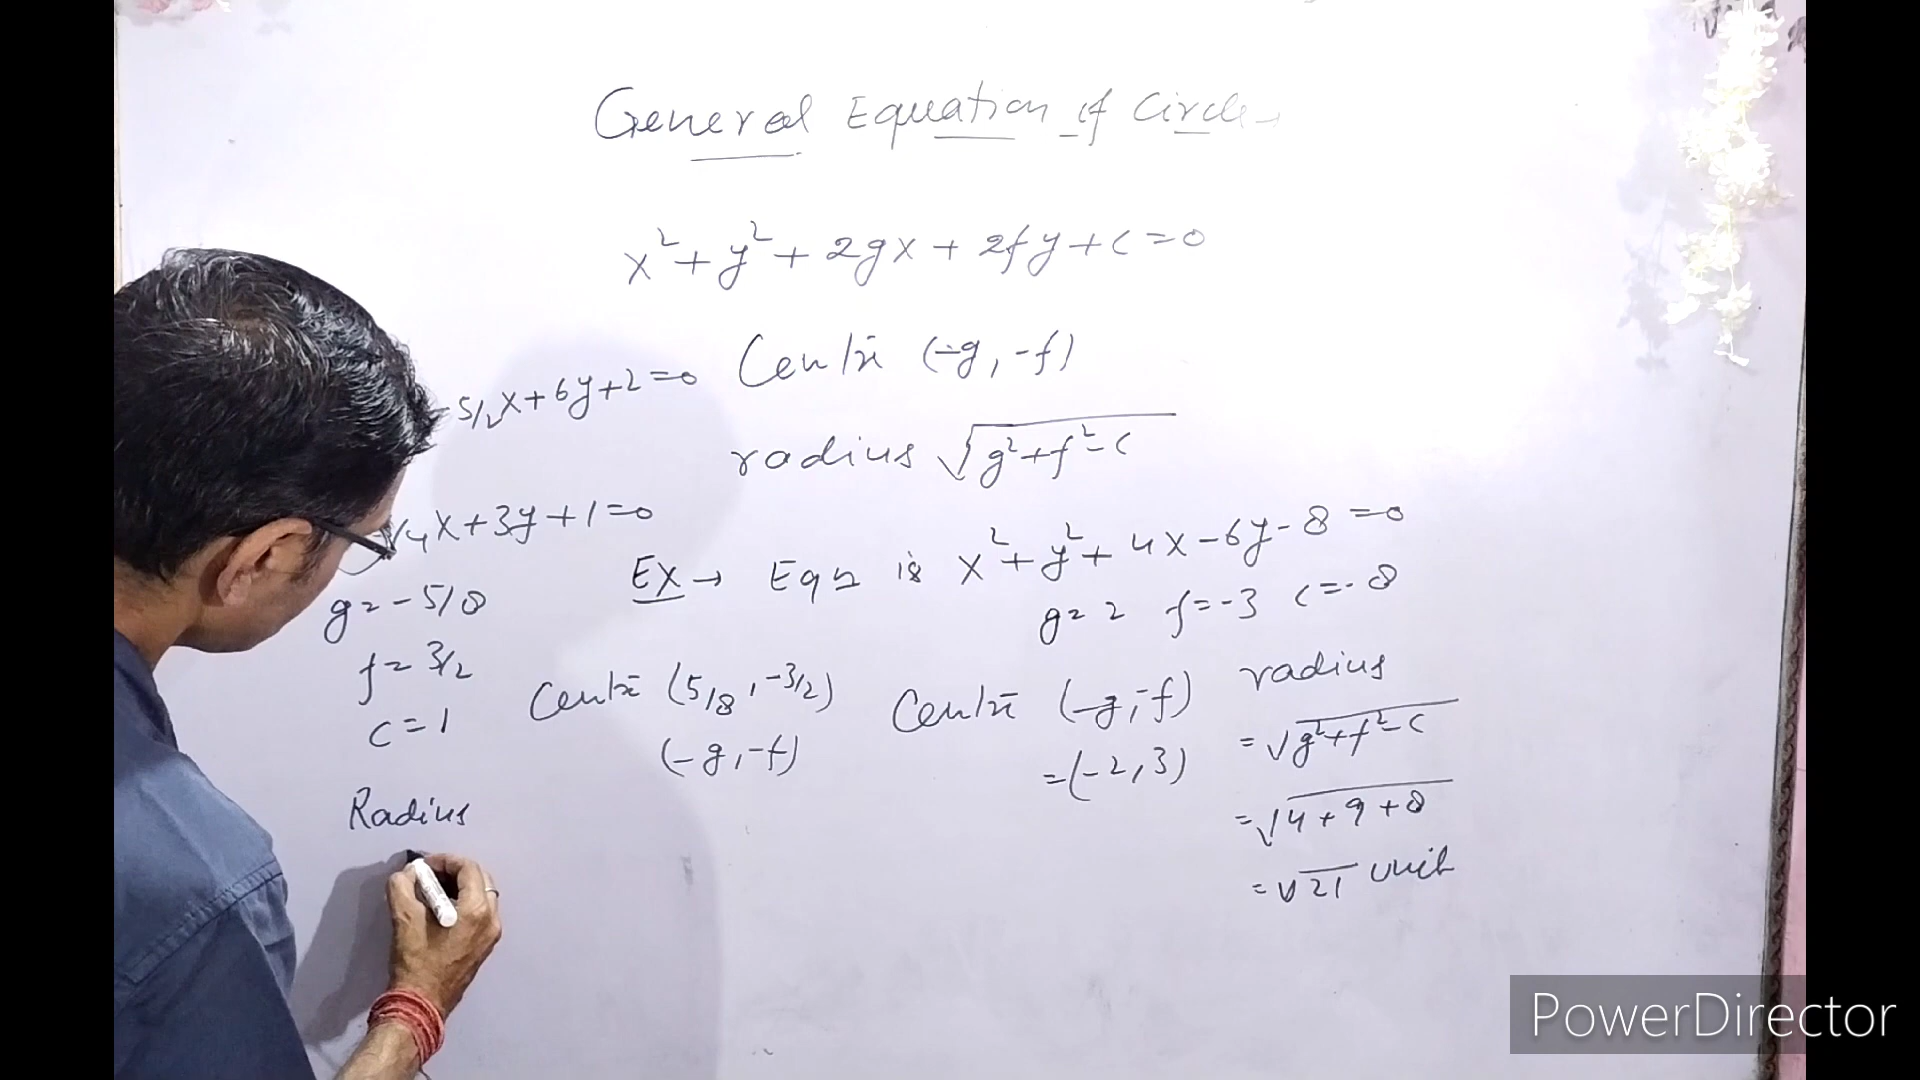 General Equation of Circle
x² + y² + 2gx + 2fy + c = 0
Centre (-g, -f)
radius √g²+f²-c
- 5/2x + 6y + 2 = 0
/4x + 3y + 1 = 0
g = - 5/8
f = 3/2
c = 1
Centre (5/8, -3/2)
(-g, -f)
Radius
Ex → Eqn is x² + y² + 4x - 6y - 8 = 0
g = 2 f = -3 c = -8
Centre (-g, -f)
= (-2, 3)
radius
= √g²+f²-c
= √4+9+8
= √21 unit
PowerDirector